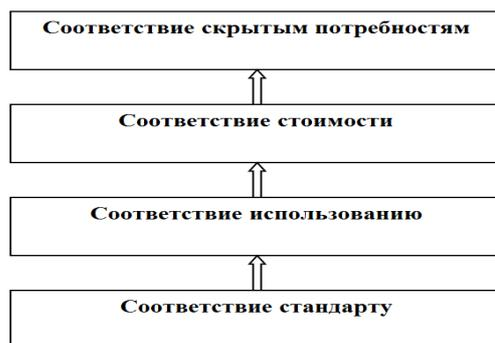 Соответствие скрытым потребностям
Соответствие стоимости
Соответствие использованию
Соответствие стандарту